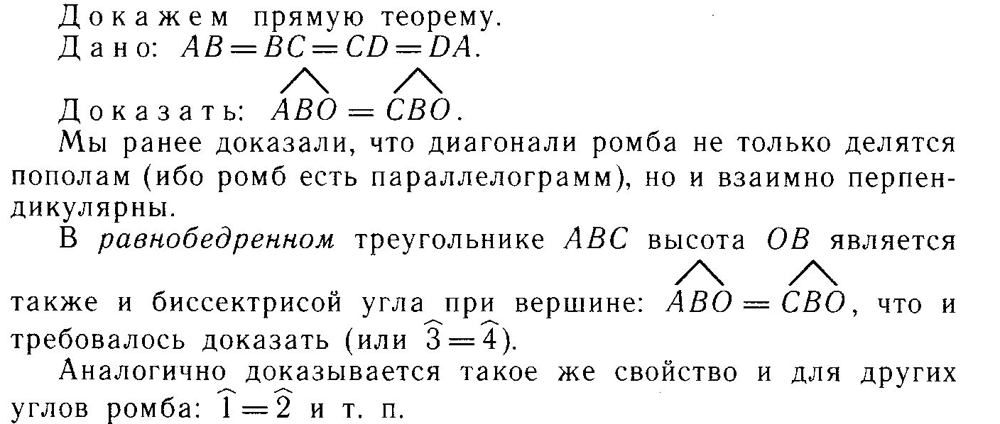 Докажем прямую теорему.
Дано: AB=BC=CD=DA.
Доказать: \widehat{ABO} = \widehat{CBO}.
Мы ранее доказали, что диагонали ромба не только делятся
пополам (ибо ромб есть параллелограмм), но и взаимно перпен-
дикулярны.
В равнобедренном треугольнике ABC высота OB является
также и биссектрисой угла при вершине: \widehat{ABO} = \widehat{CBO}, что и
требовалось доказать (или \widehat{3}=\widehat{4}).
Аналогично доказывается такое же свойство и для других
углов ромба: \widehat{1}=\widehat{2} и т. п.